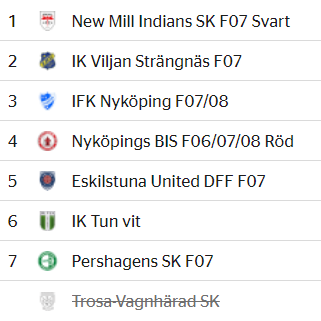 1 New Mill Indians SK F07 Svart
2 IK Viljan Strängnäs F07
3 IFK Nyköping F07/08
4 Nyköpings BIS F06/07/08 Röd
5 Eskilstuna United DFF F07
6 IK Tun vit
7 Pershagens SK F07
Trosa-Vagnhärad SK